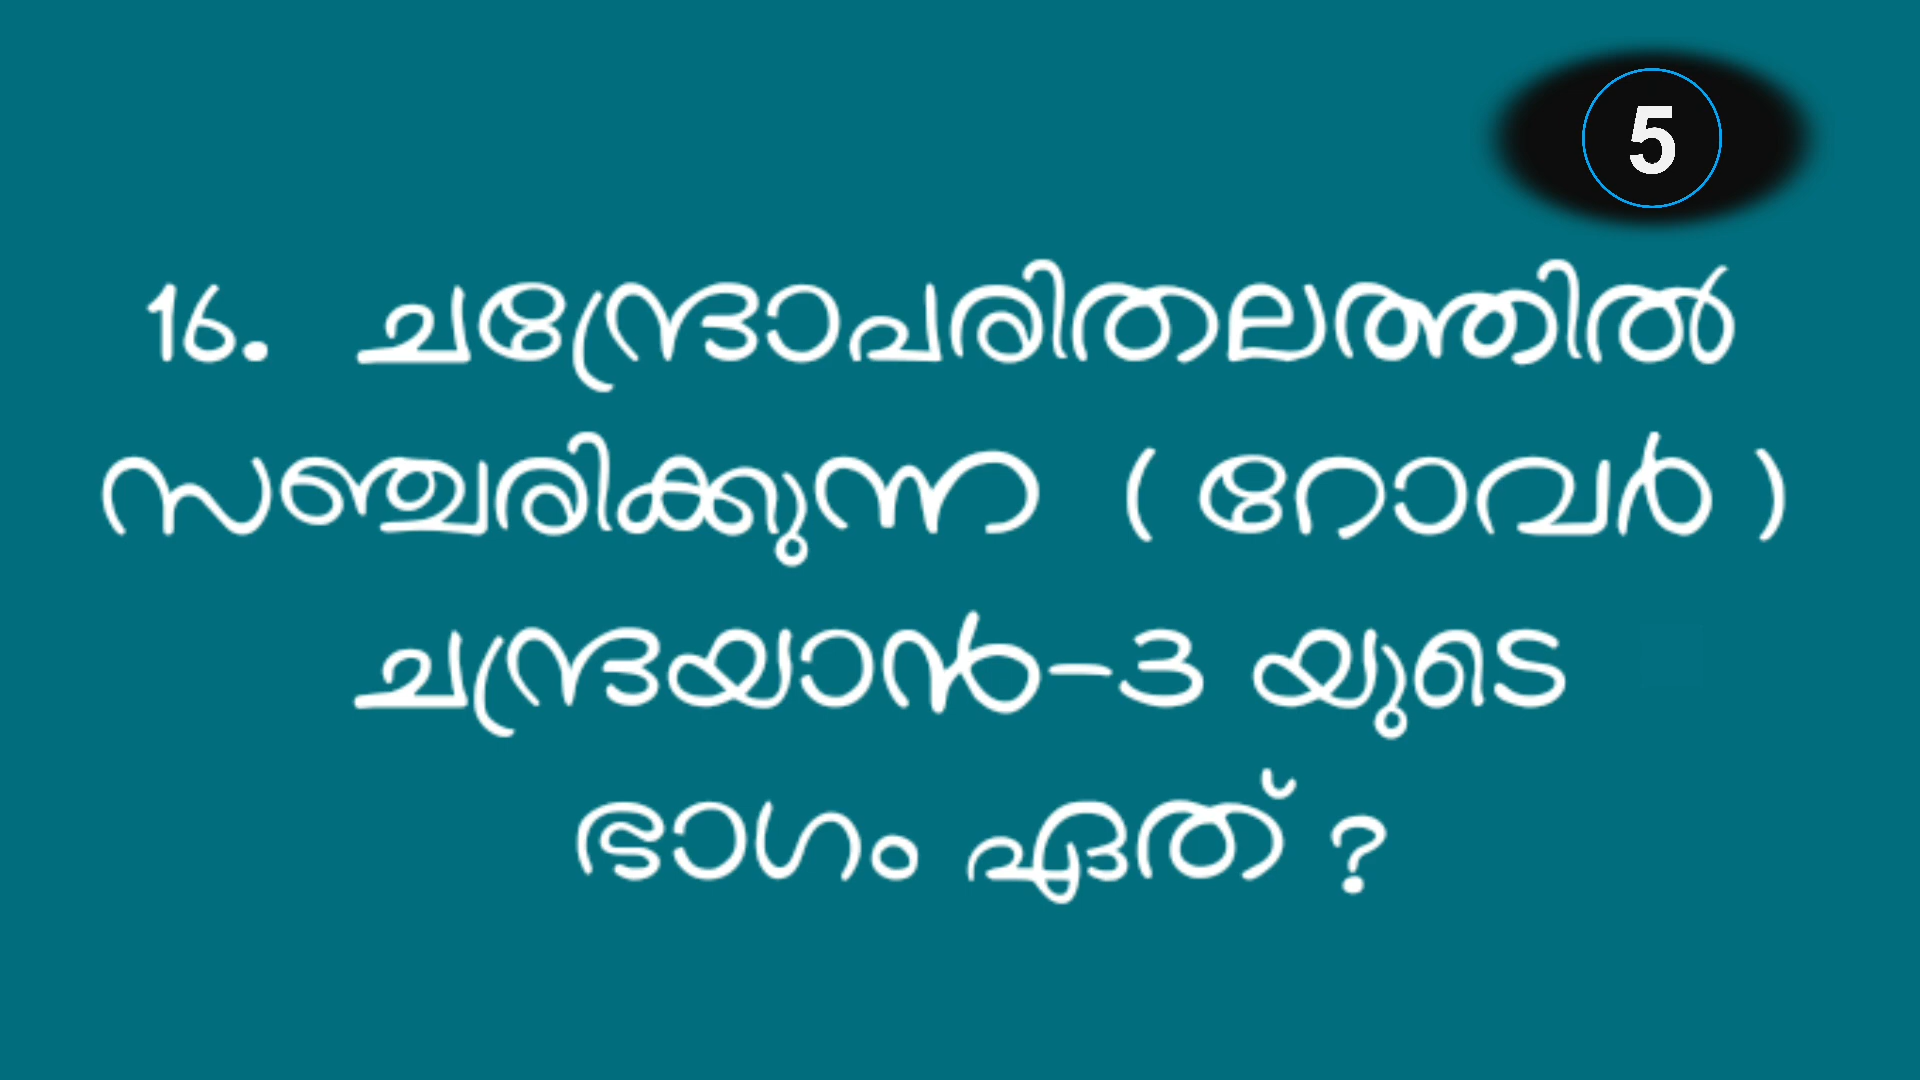 5
16. ചന്ദ്രോപരിതലത്തിൽ
സഞ്ചരിക്കുന്ന ( റോവർ )
ചന്ദ്രയാൻ-3 യുടെ
ഭാഗം ഏത് ?